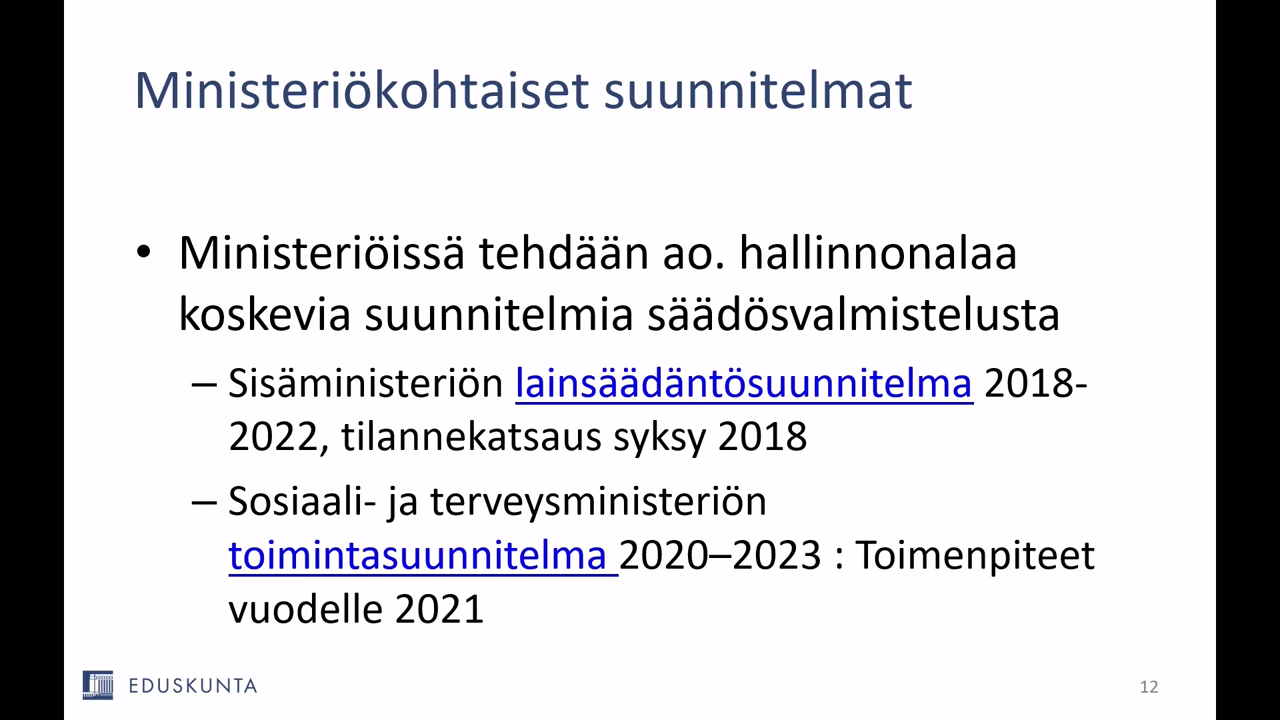 Ministeriökohtaiset suunnitelmat
• Ministeriöissä tehdään ao. hallinnonalaa
koskevia suunnitelmia säädösvalmistelusta
– Sisäministeriön lainsäädäntösuunnitelma 2018-
2022, tilannekatsaus syksy 2018
– Sosiaali- ja terveysministeriön
toimintasuunnitelma 2020–2023 : Toimenpiteet
vuodelle 2021
EDUSKUNTA
12